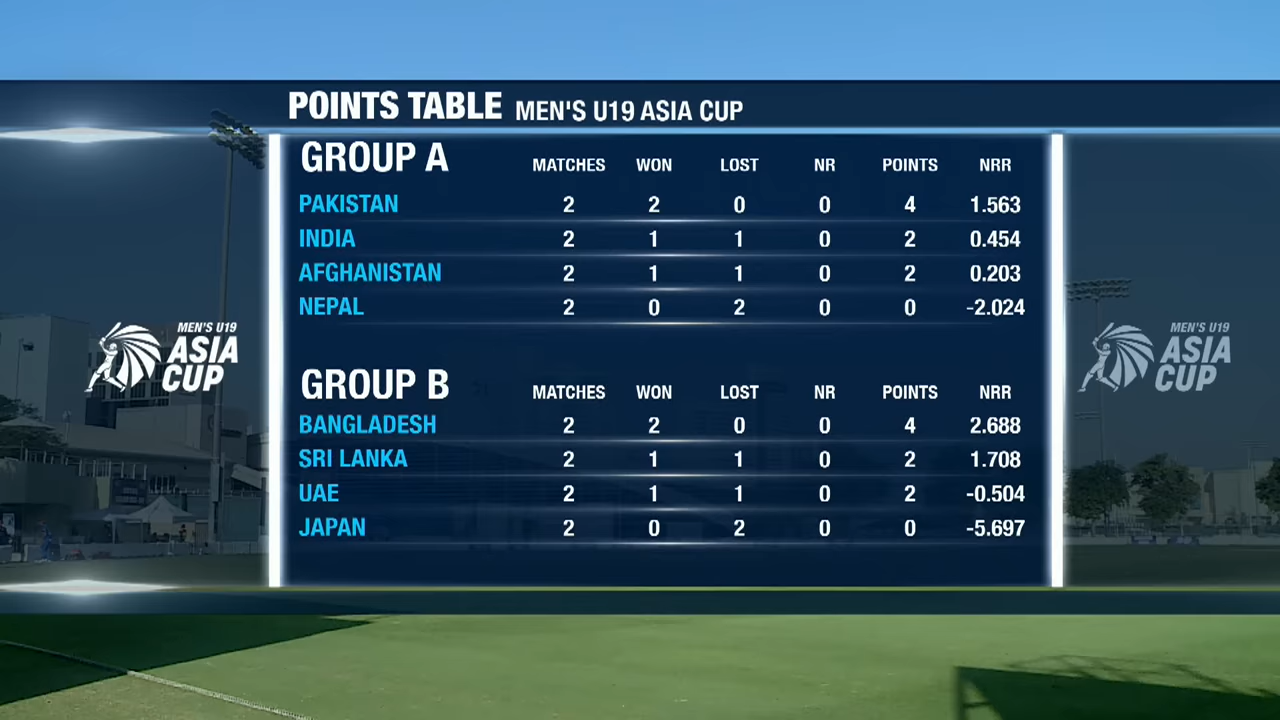 POINTS TABLE MEN'S U19 ASIA CUP
GROUP A MATCHES WON LOST NR POINTS NRR
PAKISTAN 2 2 0 0 4 1.563
INDIA 2 1 1 0 2 0.454
AFGHANISTAN 2 1 1 0 2 0.203
NEPAL 2 0 2 0 0 -2.024
GROUP B MATCHES WON LOST NR POINTS NRR
BANGLADESH 2 2 0 0 4 2.688
SRI LANKA 2 1 1 0 2 1.708
UAE 2 1 1 0 2 -0.504
JAPAN 2 0 2 0 0 -5.697
MEN'S U19
ASIA
CUP
MEN'S U19
ASIA
CUP